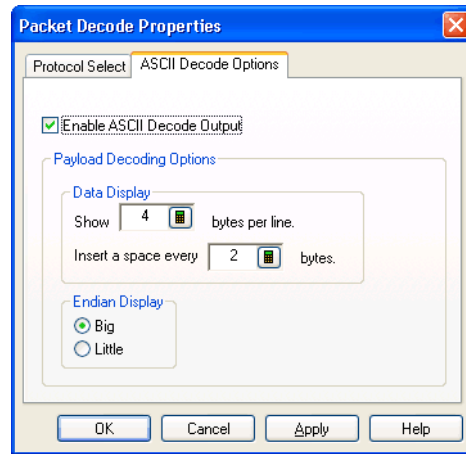 Packet Decode Properties
Protocol Select ASCII Decode Options
Enable ASCII Decode Output
Payload Decoding Options
Data Display
Show 4 bytes per line.
Insert a space every 2 bytes.
Endian Display
Big
Little
OK Cancel Apply Help